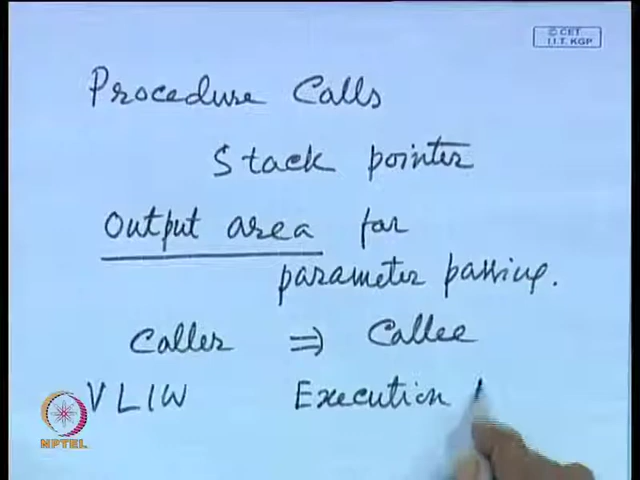 © CET
I.I.T. KGP
Procedure Calls
Stack pointer
Output area for
parameter passing.
Caller ⇒ Callee
VLIW Execution
NPTEL